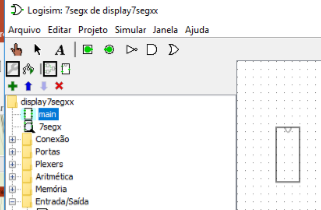 Logisim: 7segx de display7segxx
Arquivo Editar Projeto Simular Janela Ajuda
A
display7segxx
main
7segx
Conexão
Portas
Plexers
Aritmética
Memória
Entrada/Saída